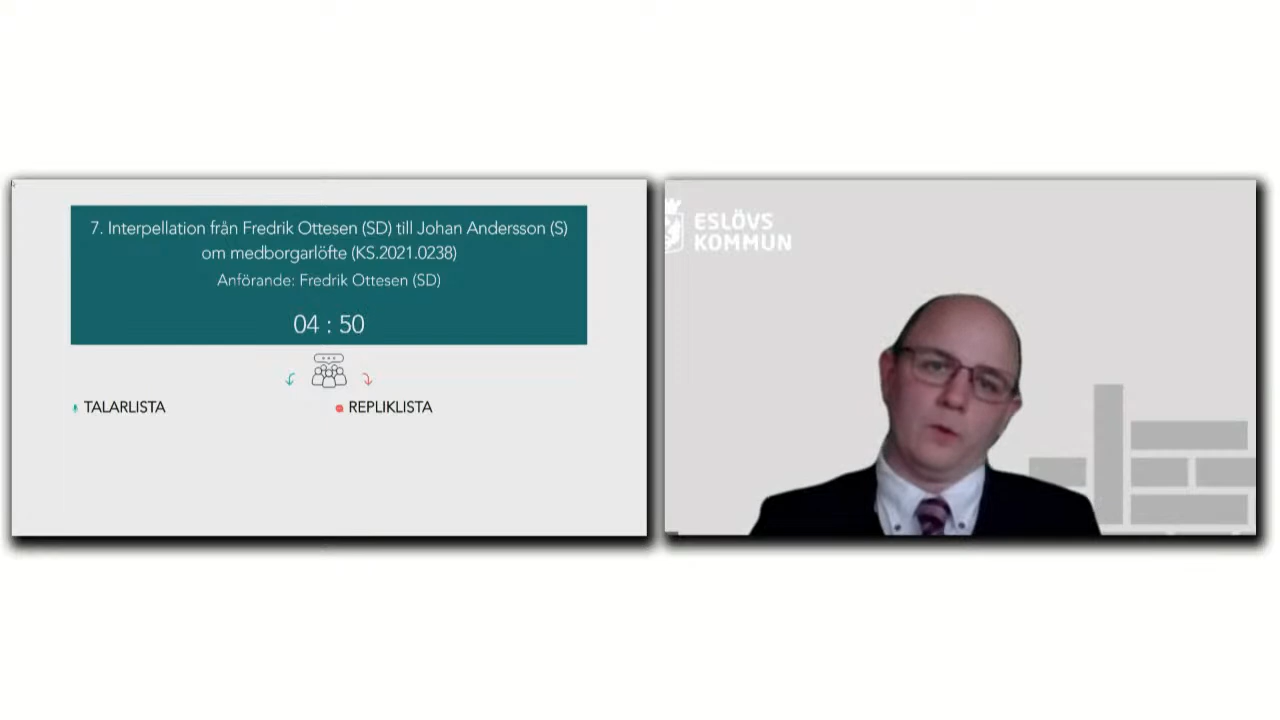 7. Interpellation från Fredrik Ottesen (SD) till Johan Andersson (S)
om medborgarlöfte (KS.2021.0238)
Anförande: Fredrik Ottesen (SD)
04 : 50
TALARLISTA
REPLIKLISTA
ESLÖVS
KOMMUN